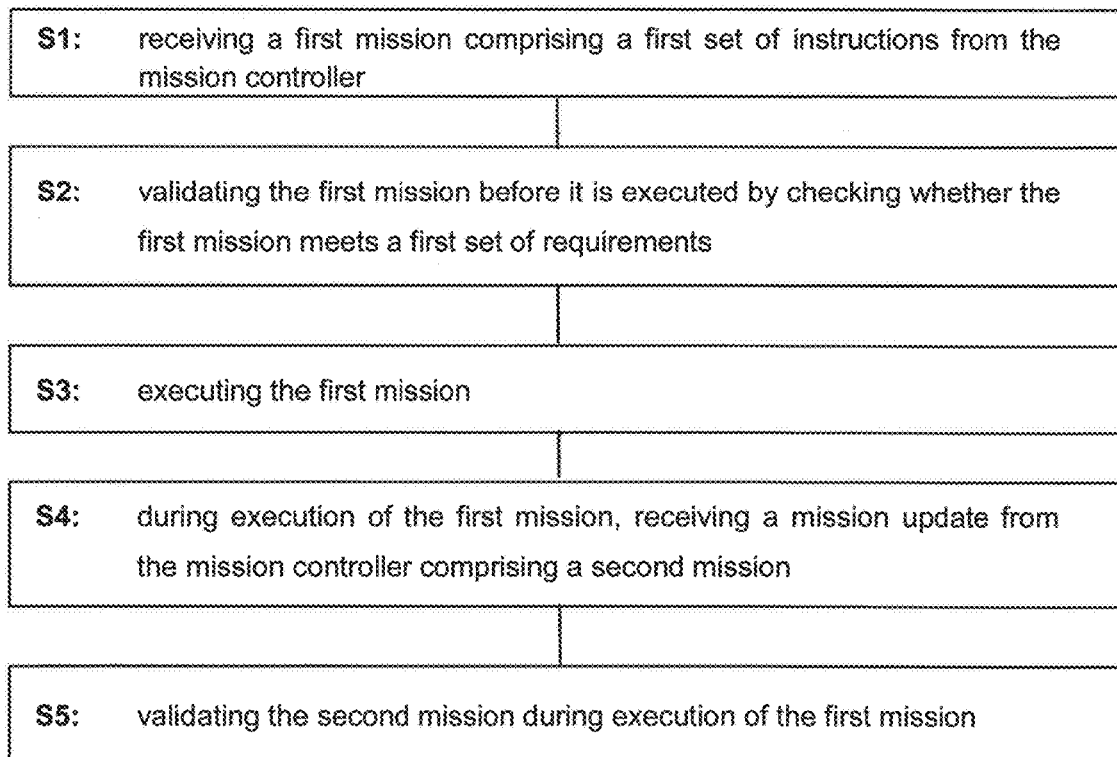 S1: receiving a first mission comprising a first set of instructions from the
mission controller
S2: validating the first mission before it is executed by checking whether the
first mission meets a first set of requirements
S3: executing the first mission
S4: during execution of the first mission, receiving a mission update from
the mission controller comprising a second mission
S5: validating the second mission during execution of the first mission